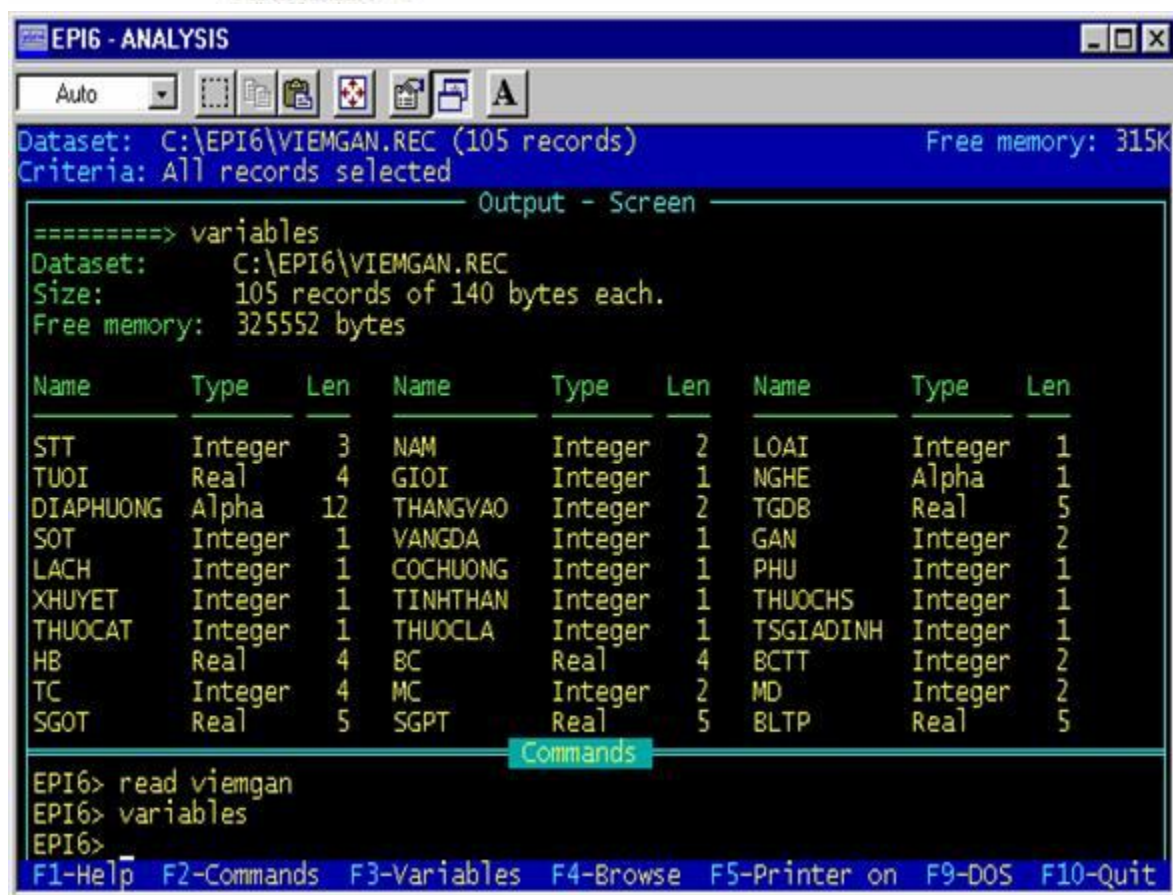 EPI6 - ANALYSIS
Auto A
Dataset: C:\EPI6\VIEMGAN.REC (105 records) Free memory: 315K
Criteria: All records selected
Output - Screen
=========> variables
Dataset: C:\EPI6\VIEMGAN.REC
Size: 105 records of 140 bytes each.
Free memory: 325552 bytes
Name Type Len Name Type Len Name Type Len
STT Integer 3 NAM Integer 2 LOAI Integer 1
TUOI Real 4 GIOI Integer 1 NGHE Alpha 1
DIAPHUONG Alpha 12 THANGVAO Integer 2 TGDB Real 5
SOT Integer 1 VANGDA Integer 1 GAN Integer 2
LACH Integer 1 COCHUONG Integer 1 PHU Integer 1
XHUYET Integer 1 TINHTHAN Integer 1 THUOCHS Integer 1
THUOCAT Integer 1 THUOCLA Integer 1 TSGIADINH Integer 1
HB Real 4 BC Real 4 BCTT Integer 2
TC Integer 4 MC Integer 2 MD Integer 2
SGOT Real 5 SGPT Real 5 BLTP Real 5
Commands
EPI6> read viemgan
EPI6> variables
EPI6> _
F1-Help F2-Commands F3-Variables F4-Browse F5-Printer on F9-DOS F10-Quit